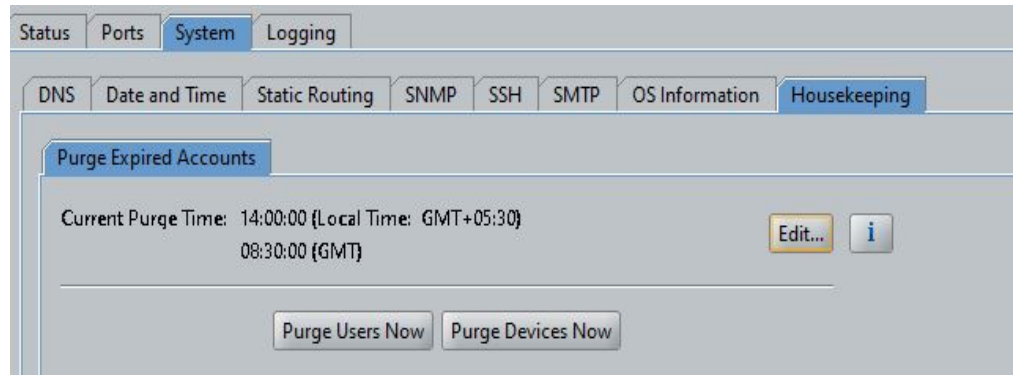 Status Ports System Logging
DNS Date and Time Static Routing SNMP SSH SMTP OS Information Housekeeping
Purge Expired Accounts
Current Purge Time: 14:00:00 (Local Time: GMT+05:30)
Edit... i
08:30:00 (GMT)
Purge Users Now Purge Devices Now